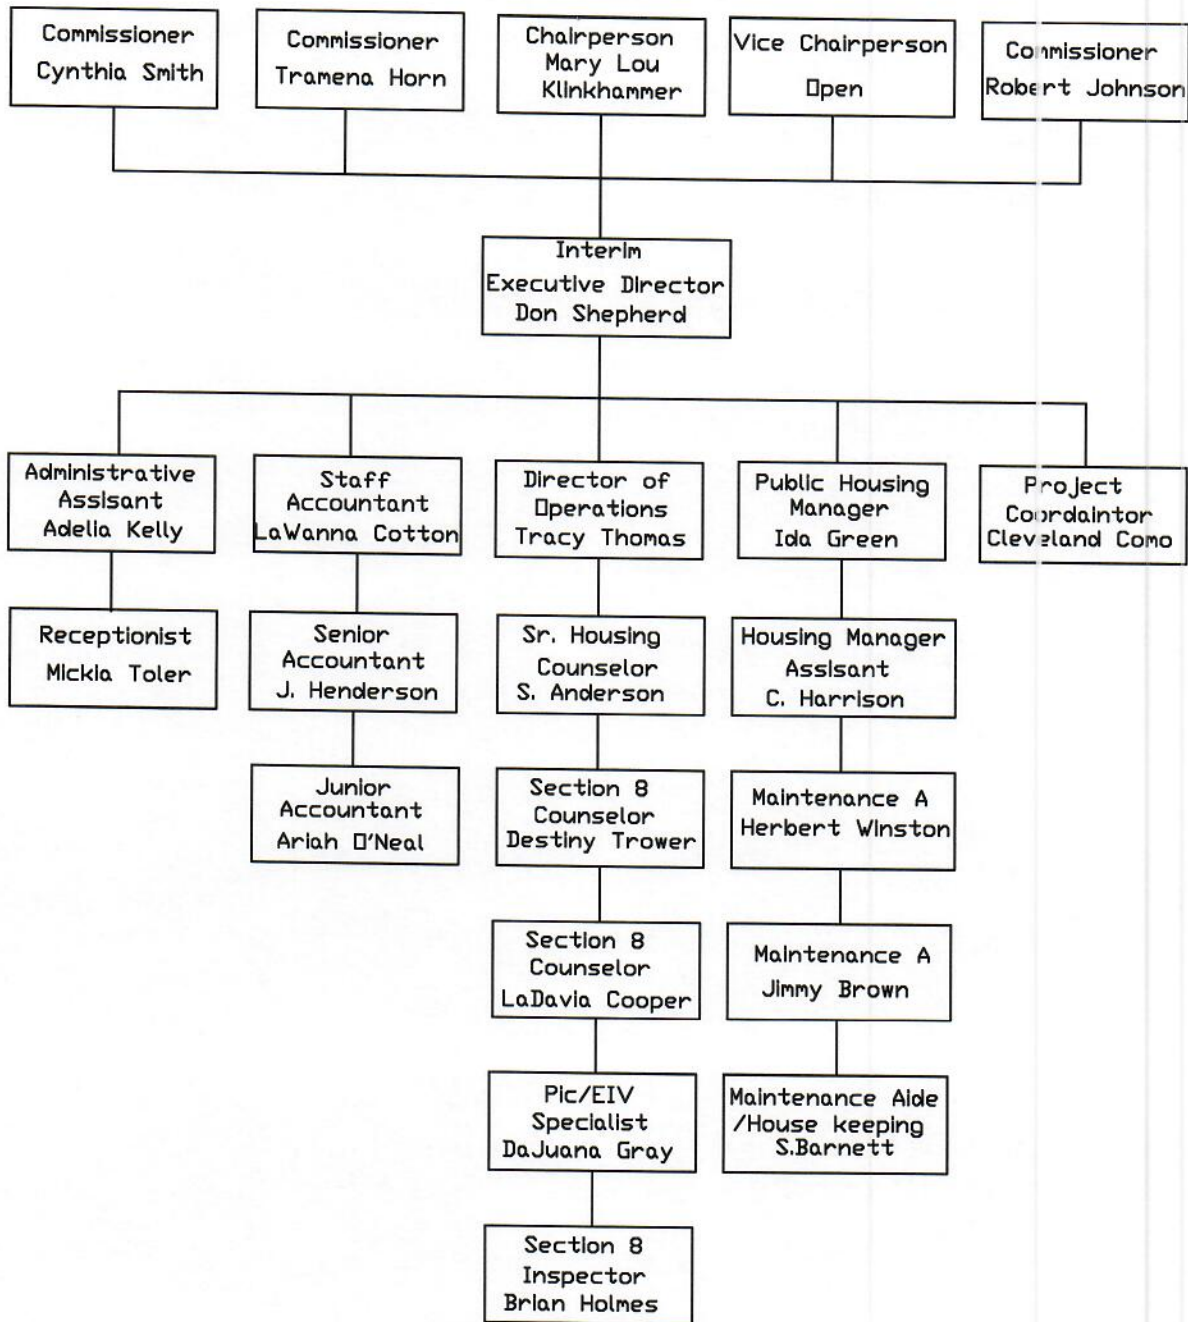 Commissioner
Cynthia Smith
Commissioner
Tramena Horn
Chairperson
Mary Lou
Klinkhammer
Vice Chairperson
Open
Commissioner
Robert Johnson
Interim
Executive Director
Don Shepherd
Administrative
Assisant
Adelia Kelly
Staff
Accountant
LaWanna Cotton
Director of
Operations
Tracy Thomas
Public Housing
Manager
Ida Green
Project
Coordaintor
Cleveland Como
Receptionist
Mickia Toler
Senior
Accountant
J. Henderson
Sr. Housing
Counselor
S. Anderson
Housing Manager
Assisant
C. Harrison
Junior
Accountant
Ariah O'Neal
Section 8
Counselor
Destiny Trower
Maintenance A
Herbert Winston
Section 8
Counselor
LaDavia Cooper
Maintenance A
Jimmy Brown
Pic/EIV
Specialist
DaJuana Gray
Maintenance Aide
/House keeping
S.Barnett
Section 8
Inspector
Brian Holmes